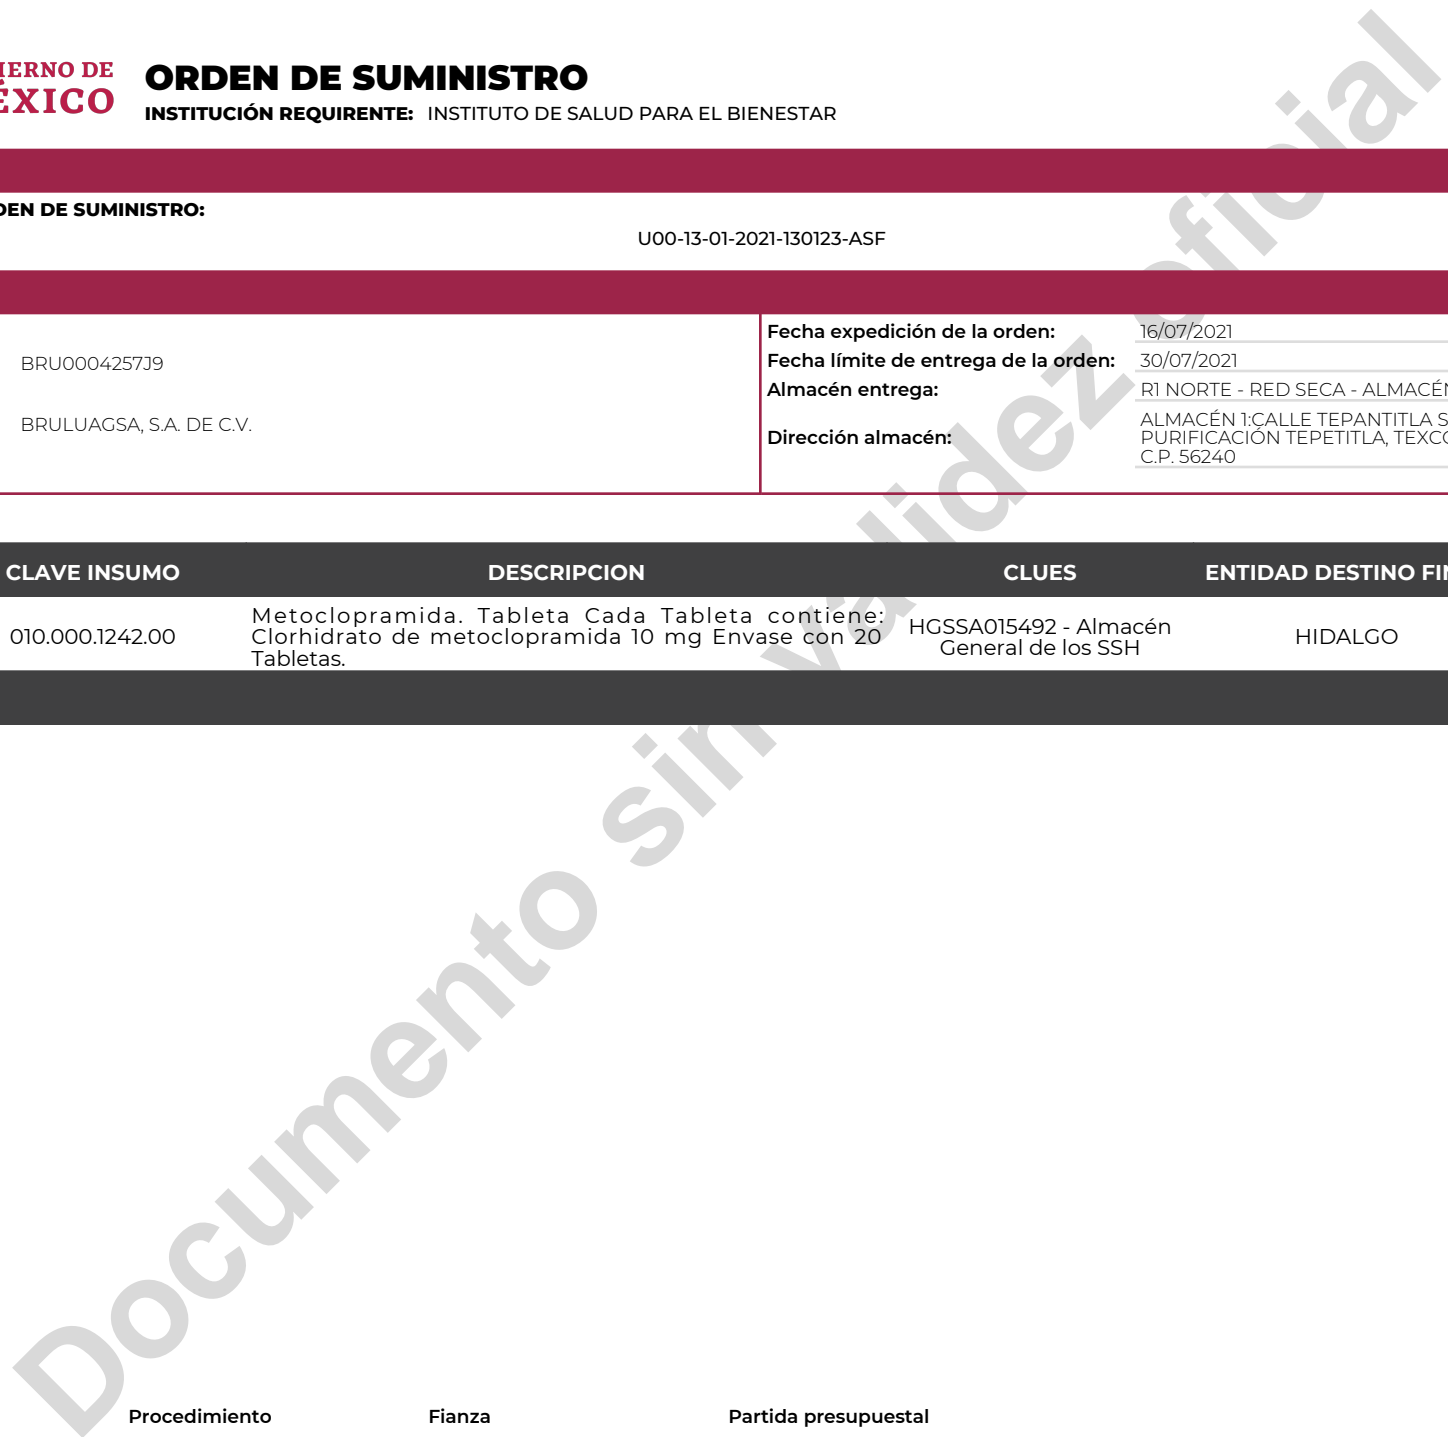 IERNO DE
ÉXICO
ORDEN DE SUMINISTRO
INSTITUCIÓN REQUIRENTE: INSTITUTO DE SALUD PARA EL BIENESTAR
DEN DE SUMINISTRO:
U00-13-01-2021-130123-ASF
BRU0004257J9
BRULUAGSA, S.A. DE C.V.
Fecha expedición de la orden: 16/07/2021
Fecha límite de entrega de la orden: 30/07/2021
Almacén entrega: R1 NORTE - RED SECA - ALMACÉN
Dirección almacén: ALMACÉN 1:CALLE TEPANTITLA S
PURIFICACIÓN TEPETITLA, TEXCO
C.P. 56240
CLAVE INSUMO DESCRIPCION CLUES ENTIDAD DESTINO FIN
010.000.1242.00
Metoclopramida. Tableta Cada Tableta contiene:
Clorhidrato de metoclopramida 10 mg Envase con 20
Tabletas.
HGSSA015492 - Almacén
General de los SSH
HIDALGO
Documento sin validez oficial
Procedimiento Fianza Partida presupuestal